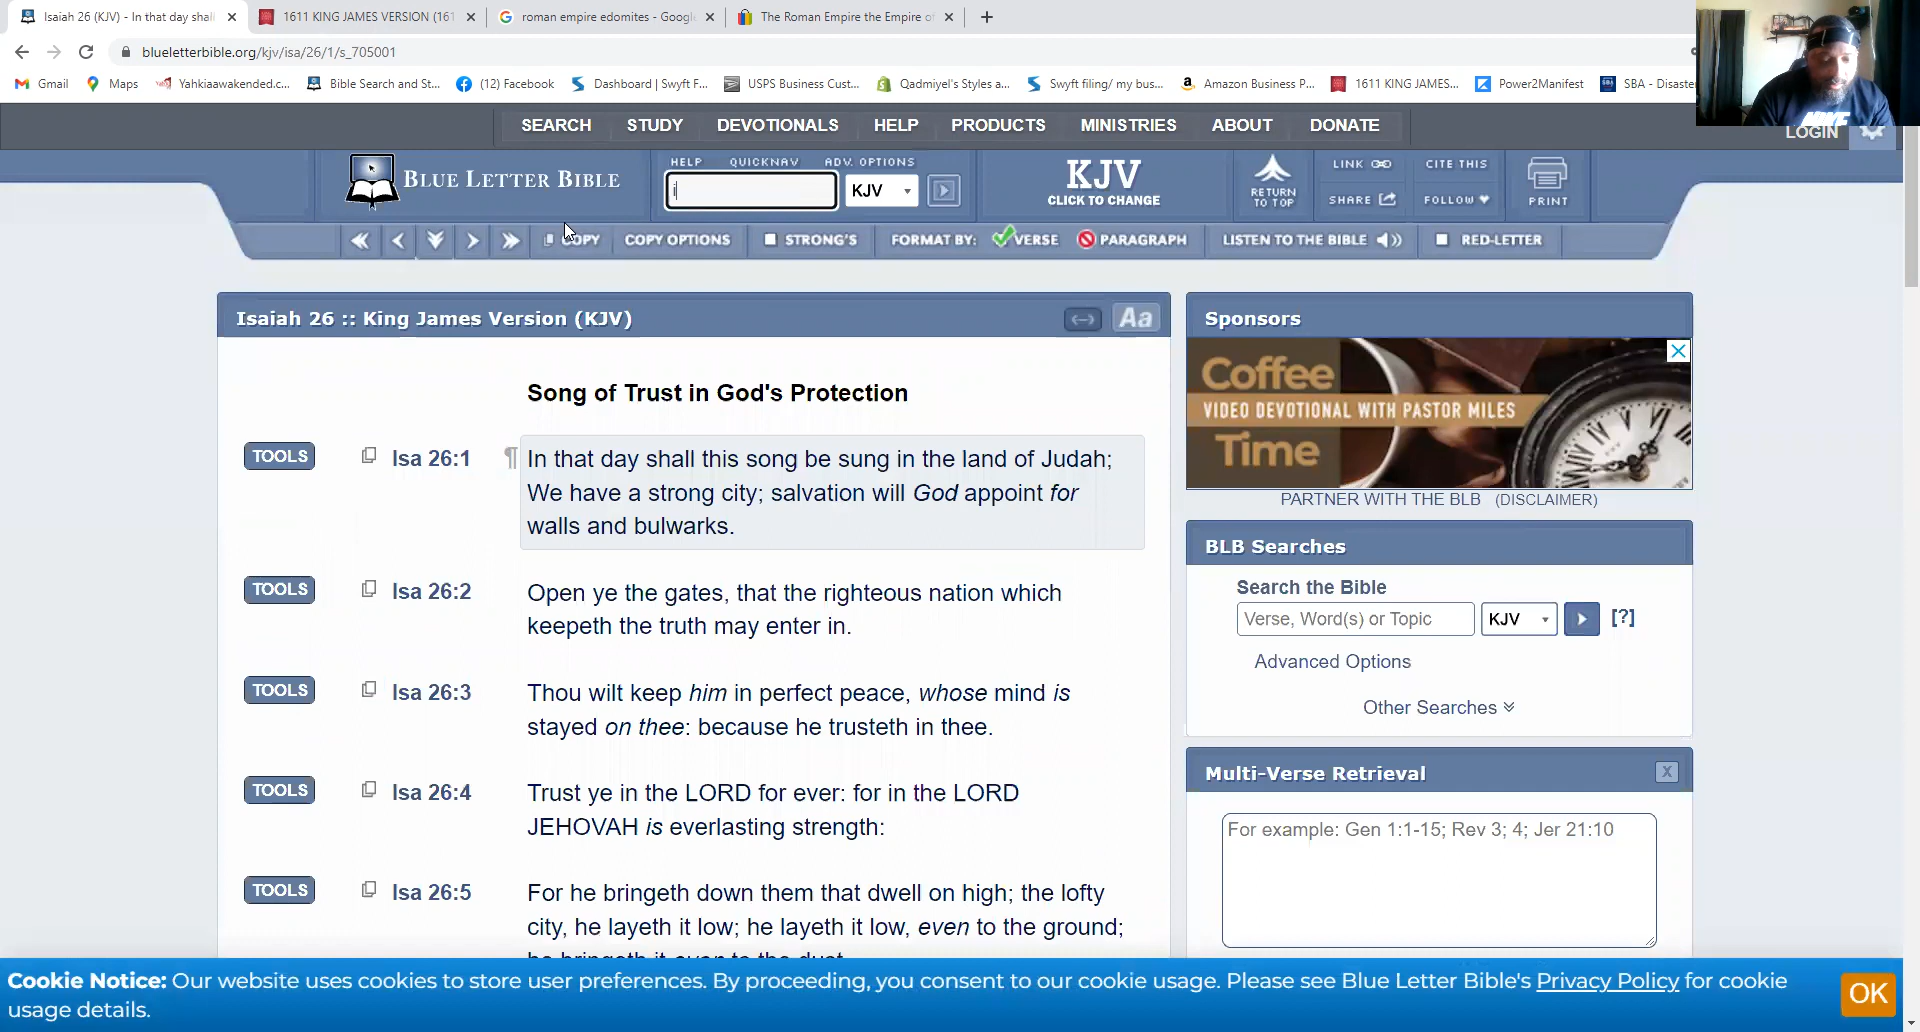 Isaiah 26 (KJV) - In that day shall
1611 KING JAMES VERSION (161
roman empire edomites - Google
The Roman Empire the Empire of
blueletterbible.org/kjv/isa/26/1/s_705001
Gmail
Maps
Yahkiaawakended.c...
Bible Search and St...
(12) Facebook
Dashboard | Swyft F...
USPS Business Cust...
Qadmiyel's Styles a...
Swyft filing/ my bus...
Amazon Business P...
1611 KING JAMES...
Power2Manifest
SBA - Disaste
NIKE
SEARCH STUDY DEVOTIONALS HELP PRODUCTS MINISTRIES ABOUT DONATE
LOGIN
BLUE LETTER BIBLE
HELP QUICKNAV ADV. OPTIONS
i
KJV
KJV
CLICK TO CHANGE
RETURN
TO TOP
LINK
CITE THIS
SHARE
FOLLOW
PRINT
COPY COPY OPTIONS STRONG'S FORMAT BY: VERSE PARAGRAPH LISTEN TO THE BIBLE RED-LETTER
Isaiah 26 :: King James Version (KJV)
Aa
Song of Trust in God's Protection
TOOLS Isa 26:1 ¶ In that day shall this song be sung in the land of Judah;
We have a strong city; salvation will God appoint for
walls and bulwarks.
TOOLS Isa 26:2 Open ye the gates, that the righteous nation which
keepeth the truth may enter in.
TOOLS Isa 26:3 Thou wilt keep him in perfect peace, whose mind is
stayed on thee: because he trusteth in thee.
TOOLS Isa 26:4 Trust ye in the LORD for ever: for in the LORD
JEHOVAH is everlasting strength:
TOOLS Isa 26:5 For he bringeth down them that dwell on high; the lofty
city, he layeth it low; he layeth it low, even to the ground;
he bringeth it even to the dust.
Sponsors
Coffee
VIDEO DEVOTIONAL WITH PASTOR MILES
Time
PARTNER WITH THE BLB (DISCLAIMER)
BLB Searches
Search the Bible
Verse, Word(s) or Topic
KJV
[?]
Advanced Options
Other Searches
Multi-Verse Retrieval
X
For example: Gen 1:1-15; Rev 3; 4; Jer 21:10
Cookie Notice: Our website uses cookies to store user preferences. By proceeding, you consent to our cookie usage. Please see Blue Letter Bible's Privacy Policy for cookie
usage details.
OK